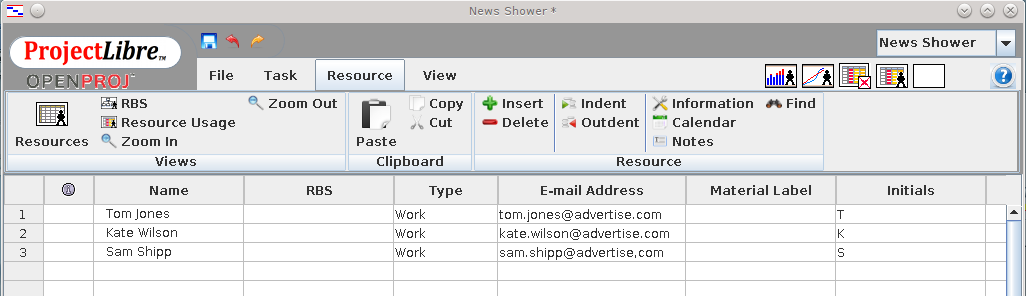 News Shower *
ProjectLibre™
OPENPROJ™
News Shower
File Task Resource View
RBS Zoom Out Copy Insert Indent Information Find
Resource Usage Cut Delete Outdent Calendar
Resources Zoom In Paste Notes
Views Clipboard Resource
Name RBS Type E-mail Address Material Label Initials
1 Tom Jones Work tom.jones@advertise.com T
2 Kate Wilson Work kate.wilson@advertise.com K
3 Sam Shipp Work sam.shipp@advertise,com S